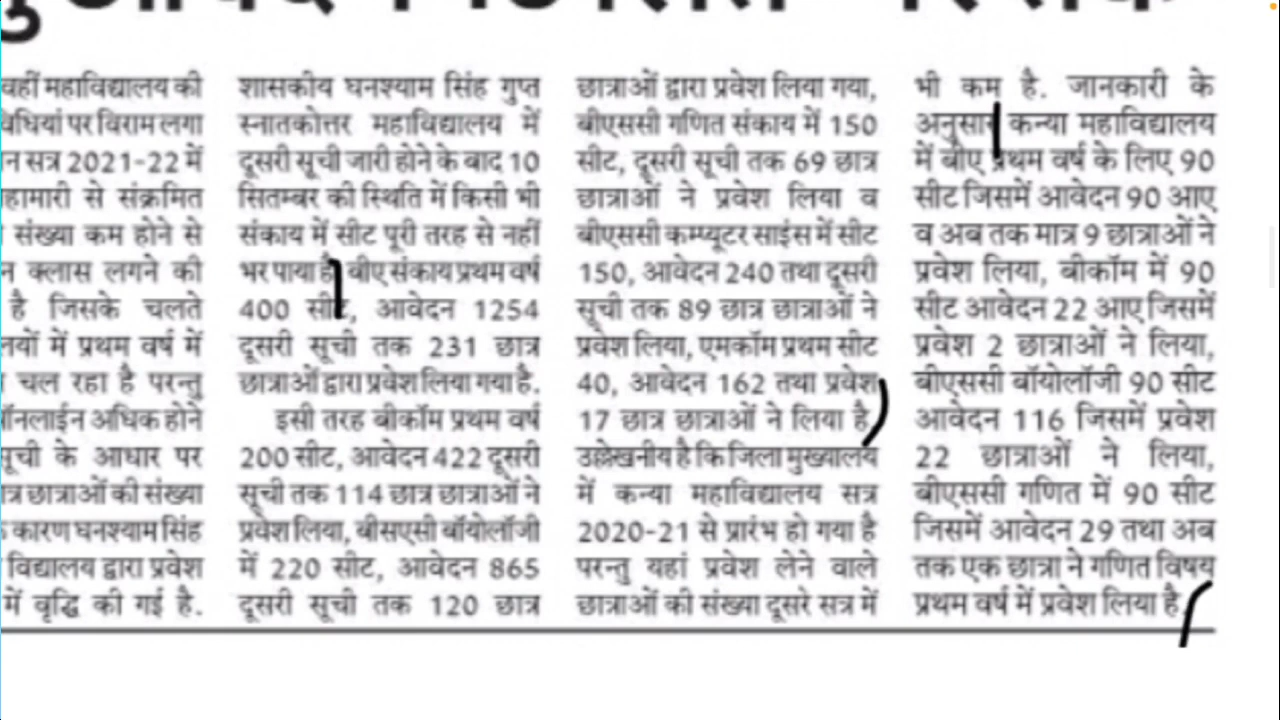 वहीं महाविद्यालय की
पर विराम लगा
सत्र 2021-22 में
से संक्रमित
संख्या कम होने से
क्लास लगने की
है जिसके चलते
में प्रथम वर्ष में
चल रहा है परन्तु
अधिक होने
के आधार पर
छात्राओं की संख्या
कारण घनश्याम सिंह
विद्यालय द्वारा प्रवेश
में वृद्धि की गई है.
शासकीय घनश्याम सिंह गुप्त
स्नातकोत्तर महाविद्यालय में
दूसरी सूची जारी होने के बाद 10
सितम्बर की स्थिति में किसी भी
संकाय में सीट पूरी तरह से नहीं
भर पाया है बीए संकाय प्रथम वर्ष
400 सीट, आवेदन 1254
दूसरी सूची तक 231 छात्र
छात्राओं द्वारा प्रवेश लिया गया है.
इसी तरह बीकॉम प्रथम वर्ष
200 सीट, आवेदन 422 दूसरी
सूची तक 114 छात्र छात्राओं ने
प्रवेश लिया, बीसएसी बॉयोलॉजी
में 220 सीट, आवेदन 865
दूसरी सूची तक 120 छात्र
छात्राओं द्वारा प्रवेश लिया गया,
बीएससी गणित संकाय में 150
सीट, दूसरी सूची तक 69 छात्र
छात्राओं ने प्रवेश लिया व
बीएससी कम्प्यूटर साइंस में सीट
150, आवेदन 240 तथा दूसरी
सूची तक 89 छात्र छात्राओं ने
प्रवेश लिया, एमकॉम प्रथम सीट
40, आवेदन 162 तथा प्रवेश
17 छात्र छात्राओं ने लिया है
उल्लेखनीय है कि जिला मुख्यालय
में कन्या महाविद्यालय सत्र
2020-21 से प्रारंभ हो गया है
परन्तु यहां प्रवेश लेने वाले
छात्राओं की संख्या दूसरे सत्र में
भी कम है. जानकारी के
अनुसार कन्या महाविद्यालय
में बीए प्रथम वर्ष के लिए 90
सीट जिसमें आवेदन 90 आए
व अब तक मात्र 9 छात्राओं ने
प्रवेश लिया, बीकॉम में 90
सीट आवेदन 22 आए जिसमें
प्रवेश 2 छात्राओं ने लिया,
बीएससी बॉयोलॉजी 90 सीट
आवेदन 116 जिसमें प्रवेश
22 छात्राओं ने लिया,
बीएससी गणित में 90 सीट
जिसमें आवेदन 29 तथा अब
तक एक छात्रा ने गणित विषय
प्रथम वर्ष में प्रवेश लिया है